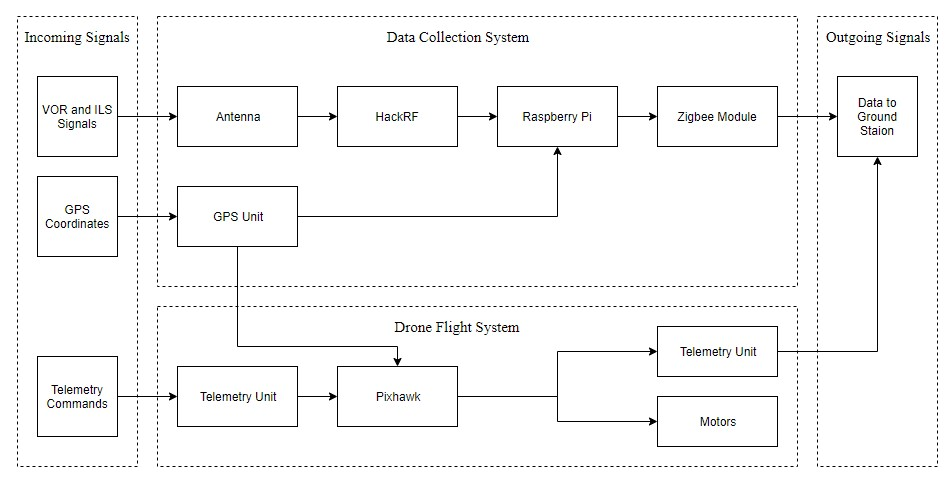 Incoming Signals
Data Collection System
Outgoing Signals
VOR and ILS
Signals
Antenna
HackRF
Raspberry Pi
Zigbee Module
Data to
Ground
Staion
GPS
Coordinates
GPS Unit
Drone Flight System
Telemetry
Commands
Telemetry Unit
Pixhawk
Telemetry Unit
Motors